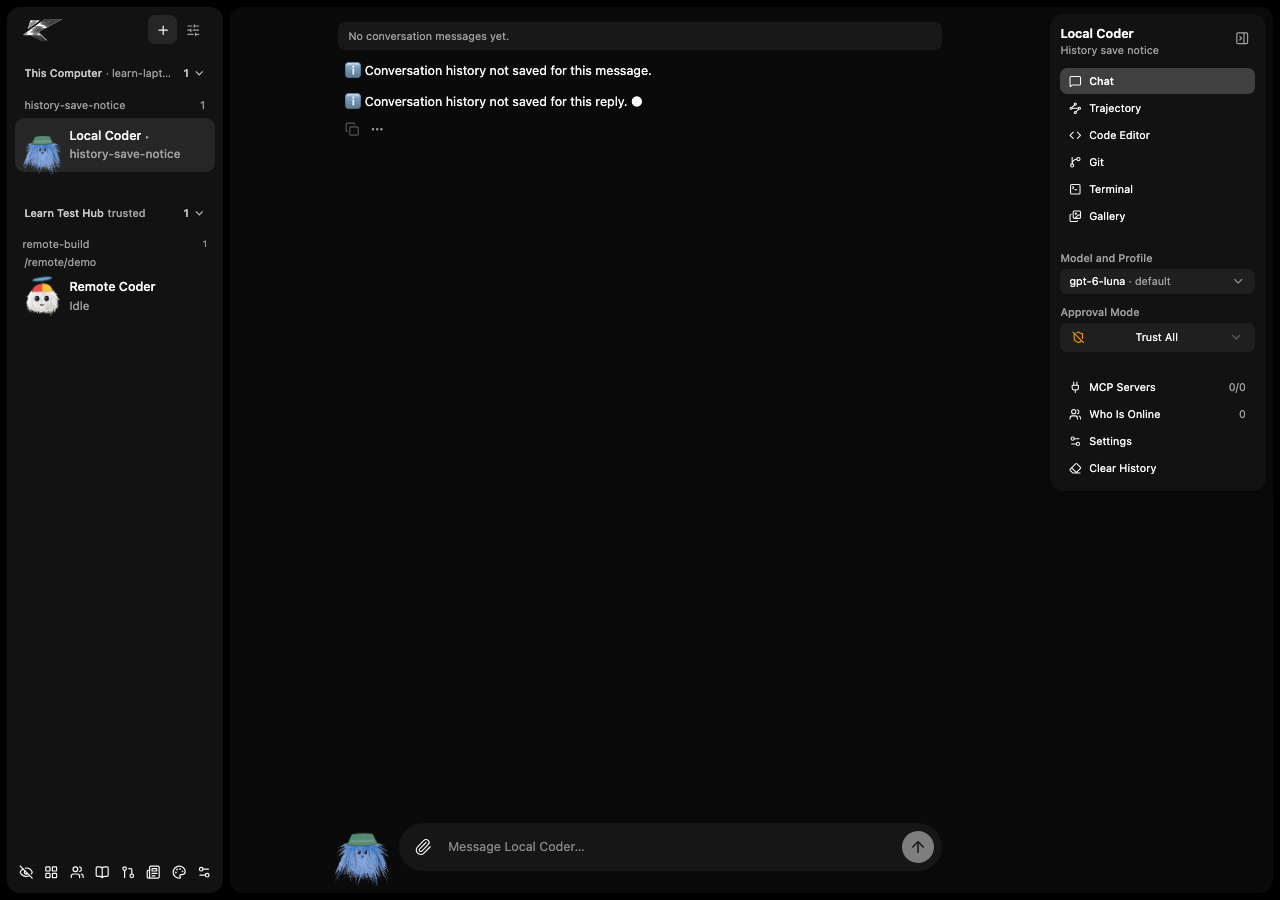 This Computer · learn-lapt... 1
history-save-notice 1
Local Coder
history-save-notice
Learn Test Hub trusted 1
remote-build 1
/remote/demo
Remote Coder
Idle
No conversation messages yet.
ℹ️ Conversation history not saved for this message.
ℹ️ Conversation history not saved for this reply.
Message Local Coder...
Local Coder
History save notice
Chat
Trajectory
Code Editor
Git
Terminal
Gallery
Model and Profile
gpt-6-luna · default
Approval Mode
Trust All
MCP Servers 0/0
Who Is Online 0
Settings
Clear History